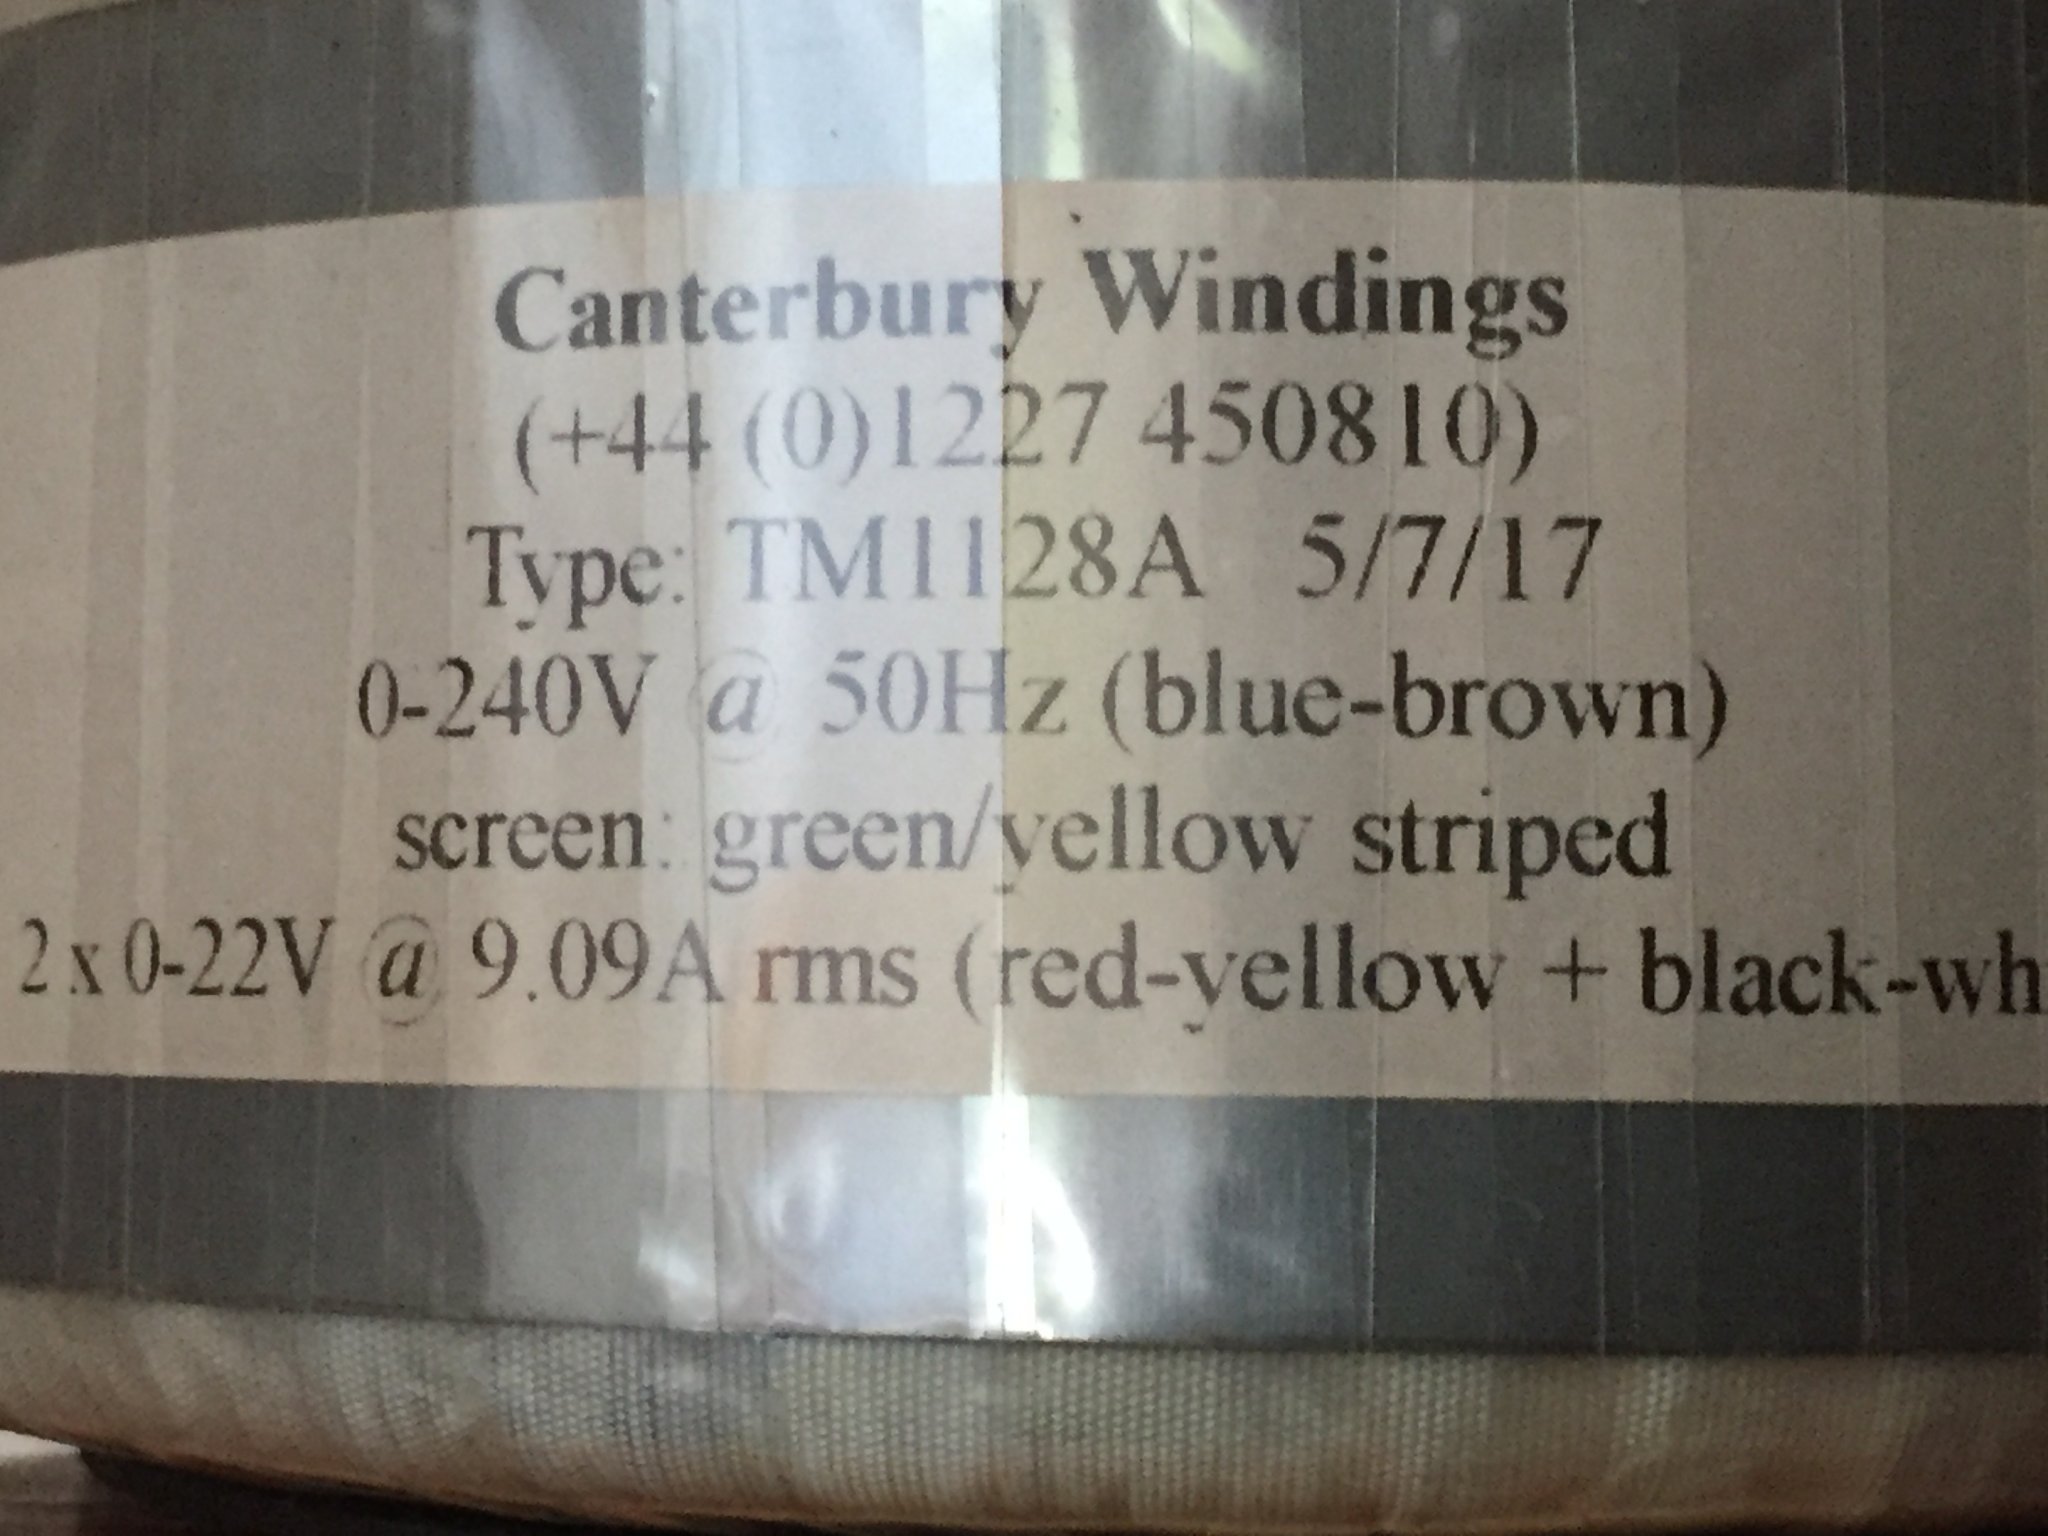 Canterbury Windings
(+44 (0)1227 450810)
Type: TM1128A 5/7/17
0-240V @ 50Hz (blue-brown)
screen: green/yellow striped
2 x 0-22V @ 9.09A rms (red-yellow + black-wh